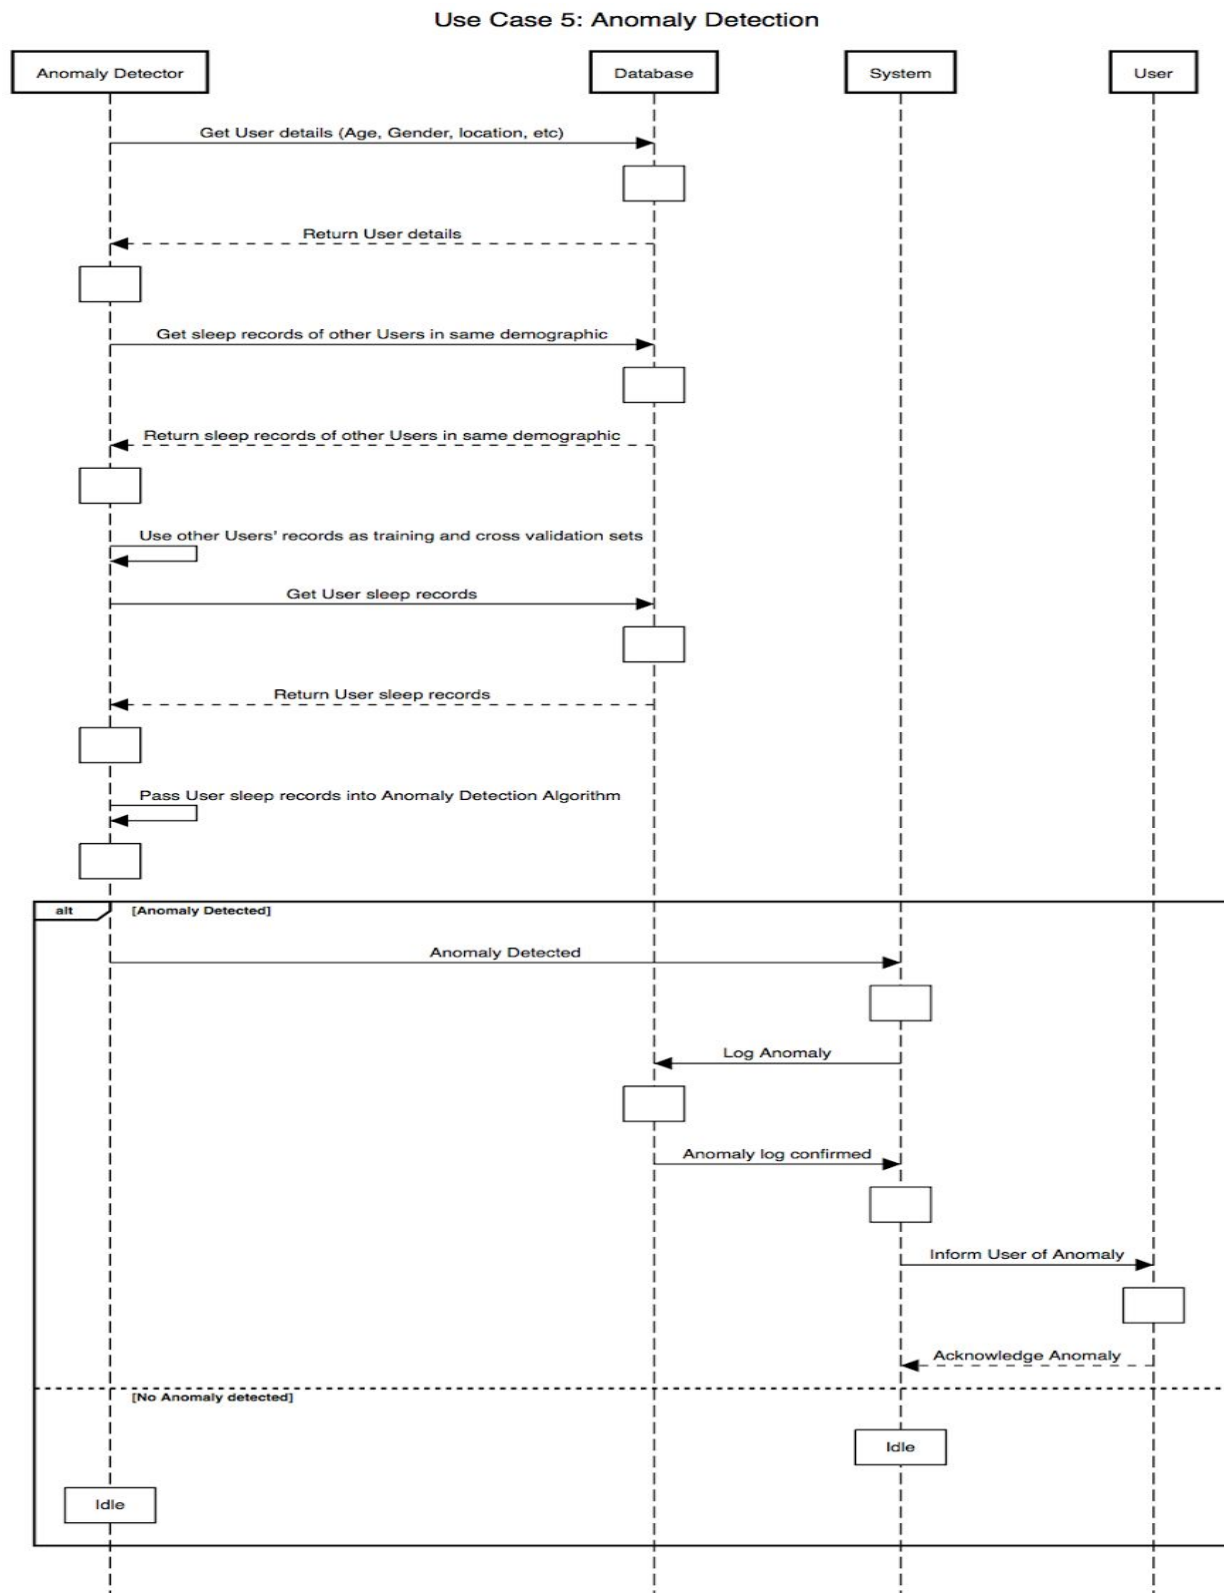 Use Case 5: Anomaly Detection
Anomaly Detector
Database
System
User
Get User details (Age, Gender, location, etc)
Return User details
Get sleep records of other Users in same demographic
Return sleep records of other Users in same demographic
Use other Users' records as training and cross validation sets
Get User sleep records
Return User sleep records
Pass User sleep records into Anomaly Detection Algorithm
alt
[Anomaly Detected]
Anomaly Detected
Log Anomaly
Anomaly log confirmed
Inform User of Anomaly
Acknowledge Anomaly
[No Anomaly detected]
Idle
Idle